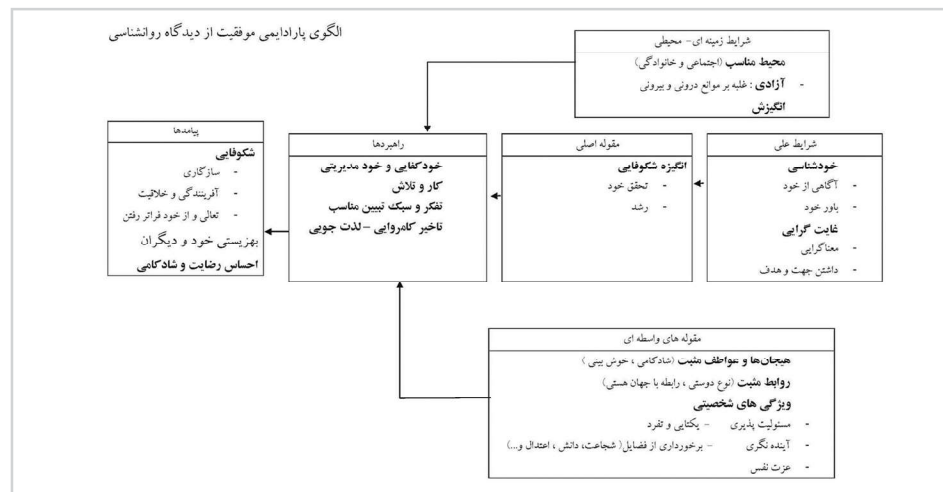 الگوی پارادایمی موفقیت از دیدگاه روانشناسی
شرایط زمینه ای- محیطی
محیط مناسب (اجتماعی و خانوادگی)
- آزادی : غلبه بر موانع درونی و بیرونی
انگیزش
شرایط علی
خودشناسی
- آگاهی از خود
- باور خود
غایت گرایی
- معناگرایی
- داشتن جهت و هدف
مقوله اصلی
انگیزه شکوفایی
- تحقق خود
- رشد
راهبردها
خودکفایی و خود مدیریتی
کار و تلاش
تفکر و سبک تبیین مناسب
تاخیر کامروایی – لذت جویی
پیامدها
شکوفایی
- سازگاری
- آفرینندگی و خلاقیت
- تعالی و از خود فراتر رفتن
بهزیستی خود و دیگران
احساس رضایت و شادکامی
مقوله های واسطه ای
هیجان‌ها و عواطف مثبت (شادکامی ، خوش بینی )
روابط مثبت (نوع دوستی ، رابطه با جهان هستی)
ویژگی های شخصیتی
- مسئولیت پذیری – یکتایی و تفرد
- آینده نگری – برخورداری از فضایل( شجاعت، دانش ، اعتدال و...)
- عزت نفس